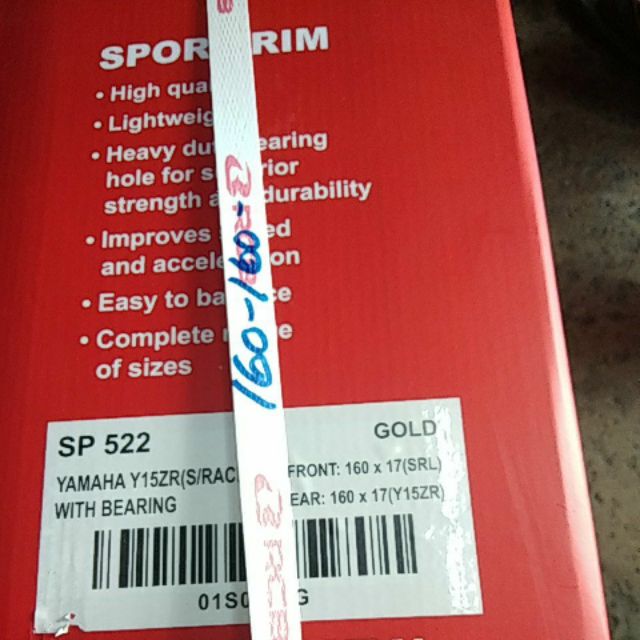 SPOR RIM
• High qua
• Lightweig
• Heavy du earing
hole for s rior
strength a durability
• Improves ed
and accele on
• Easy to ba ce
• Complete e
of sizes
160-160-
SP 522 GOLD
YAMAHA Y15ZR(S/RAC FRONT: 160 x 17(SRL)
WITH BEARING EAR: 160 x 17(Y15ZR)
01S0 G